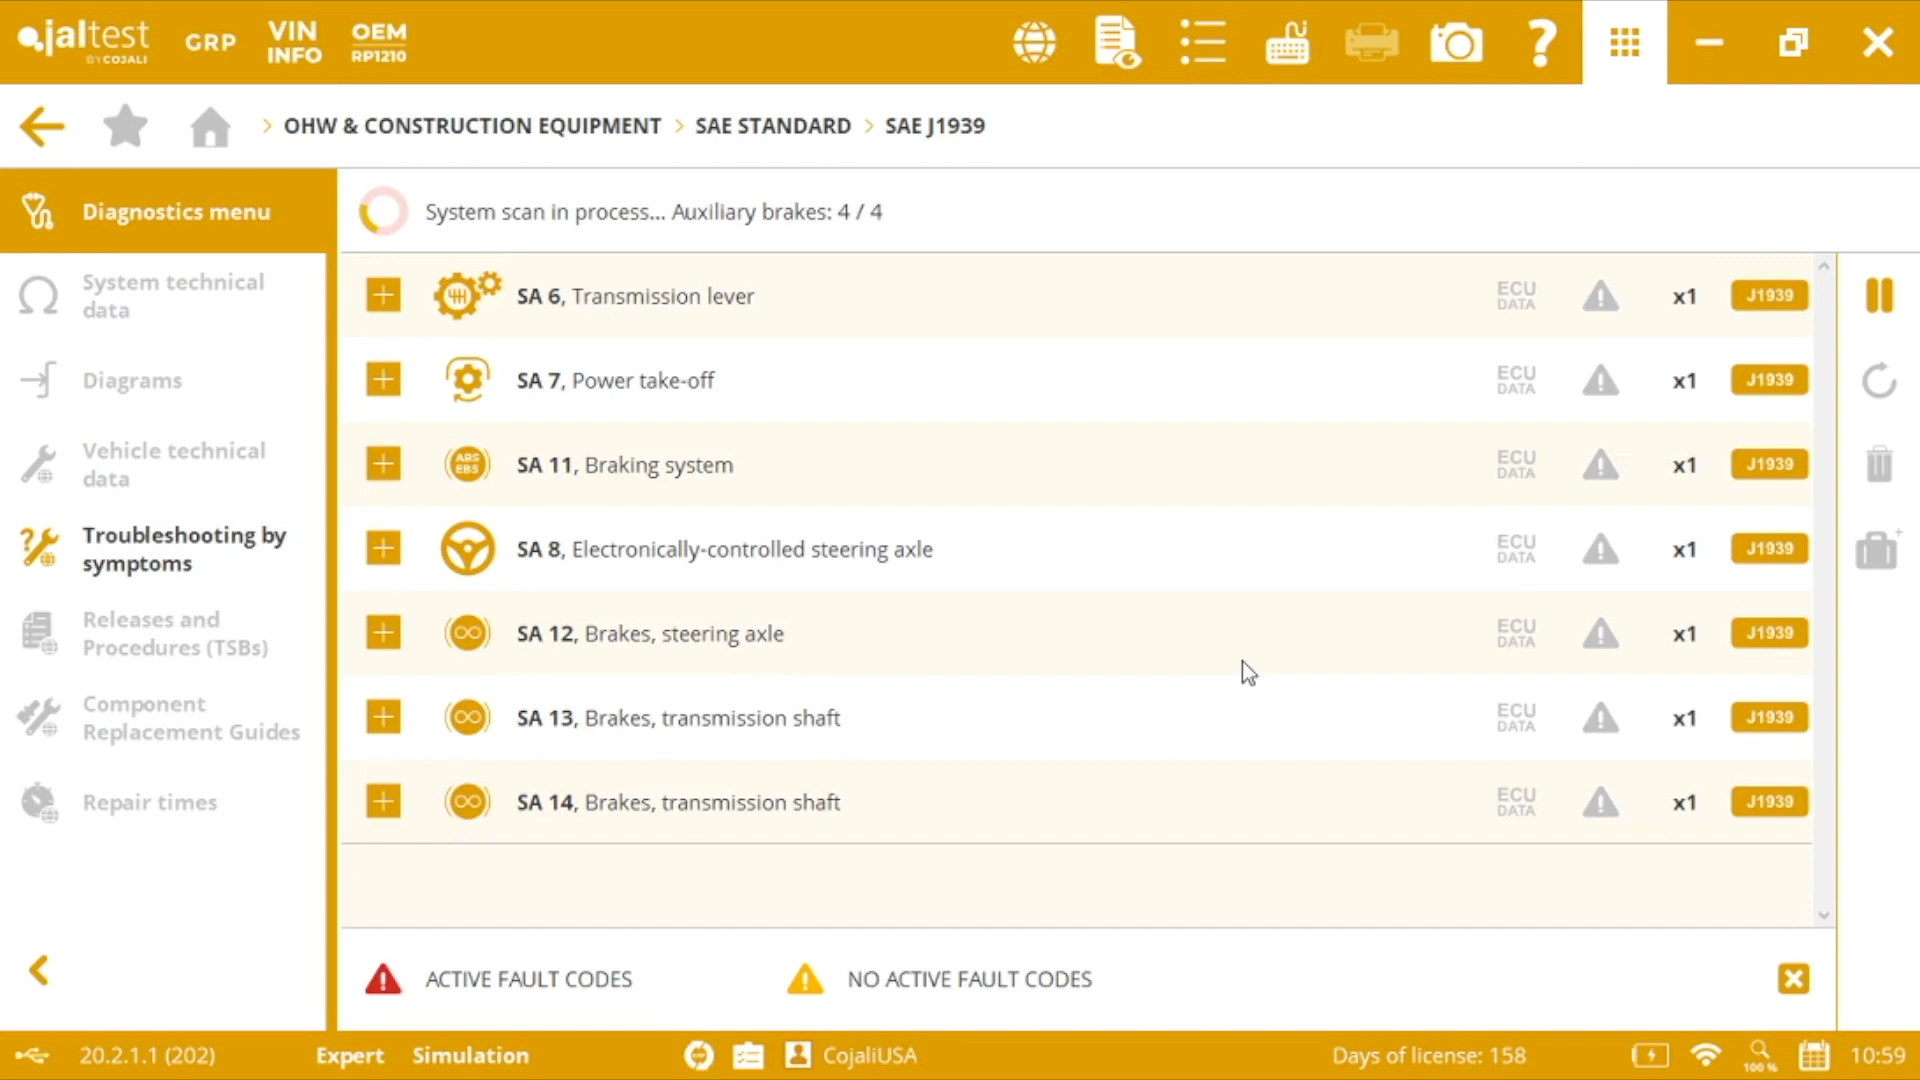 jaltest
BY COJALI
GRP
VIN
INFO
OEM
RP1210
OHW & CONSTRUCTION EQUIPMENT > SAE STANDARD > SAE J1939
Diagnostics menu
System technical
data
Diagrams
Vehicle technical
data
Troubleshooting by
symptoms
Releases and
Procedures (TSBs)
Component
Replacement Guides
Repair times
System scan in process... Auxiliary brakes: 4 / 4
SA 6, Transmission lever ECU DATA x1 J1939
SA 7, Power take-off ECU DATA x1 J1939
ABS EBS SA 11, Braking system ECU DATA x1 J1939
SA 8, Electronically-controlled steering axle ECU DATA x1 J1939
SA 12, Brakes, steering axle ECU DATA x1 J1939
SA 13, Brakes, transmission shaft ECU DATA x1 J1939
SA 14, Brakes, transmission shaft ECU DATA x1 J1939
ACTIVE FAULT CODES
NO ACTIVE FAULT CODES
20.2.1.1 (202) Expert Simulation CojaliUSA Days of license: 158 100 % 10:59